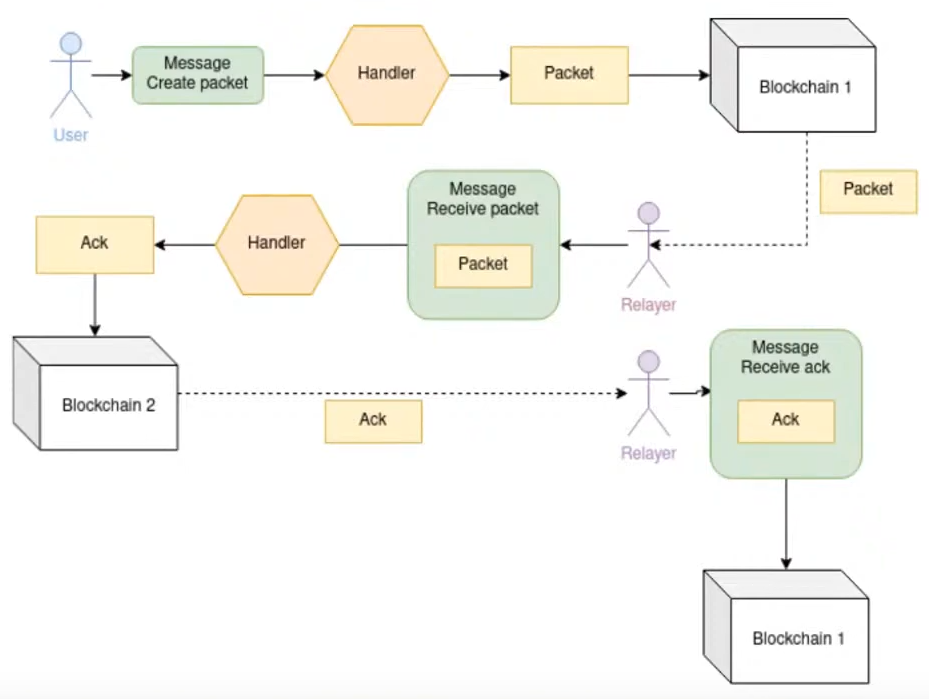 Message
Create packet
Handler
Packet
Blockchain 1
User
Packet
Message
Receive packet
Packet
Handler
Ack
Relayer
Message
Receive ack
Ack
Blockchain 2
Ack
Relayer
Blockchain 1